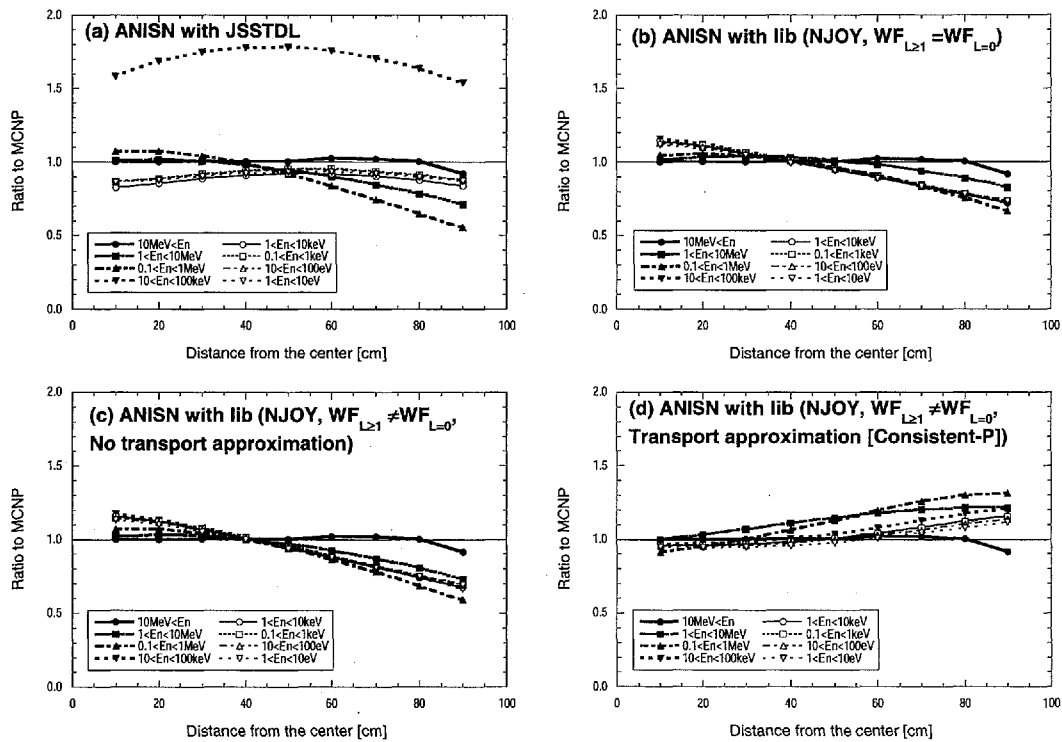 (a) ANISN with JSSTDL
Ratio to MCNP
2.0
1.5
1.0
0.5
0.0
10MeV<En
1<En<10MeV
0.1<En<1MeV
10<En<100keV
1<En<10keV
0.1<En<1keV
10<En<100eV
1<En<10eV
0 20 40 60 80 100
Distance from the center [cm]
(b) ANISN with lib (NJOY, WF_L≥1 =WF_L=0)
Ratio to MCNP
2.0
1.5
1.0
0.5
0.0
10MeV<En
1<En<10MeV
0.1<En<1MeV
10<En<100keV
1<En<10keV
0.1<En<1keV
10<En<100eV
1<En<10eV
0 20 40 60 80 100
Distance from the center [cm]
(c) ANISN with lib (NJOY, WF_L≥1 ≠WF_L=0,
No transport approximation)
Ratio to MCNP
2.0
1.5
1.0
0.5
0.0
10MeV<En
1<En<10MeV
0.1<En<1MeV
10<En<100keV
1<En<10keV
0.1<En<1keV
10<En<100eV
1<En<10eV
0 20 40 60 80 100
Distance from the center [cm]
(d) ANISN with lib (NJOY, WF_L≥1 ≠WF_L=0,
Transport approximation [Consistent-P])
Ratio to MCNP
2.0
1.5
1.0
0.5
0.0
10MeV<En
1<En<10MeV
0.1<En<1MeV
10<En<100keV
1<En<10keV
0.1<En<1keV
10<En<100eV
1<En<10eV
0 20 40 60 80 100
Distance from the center [cm]